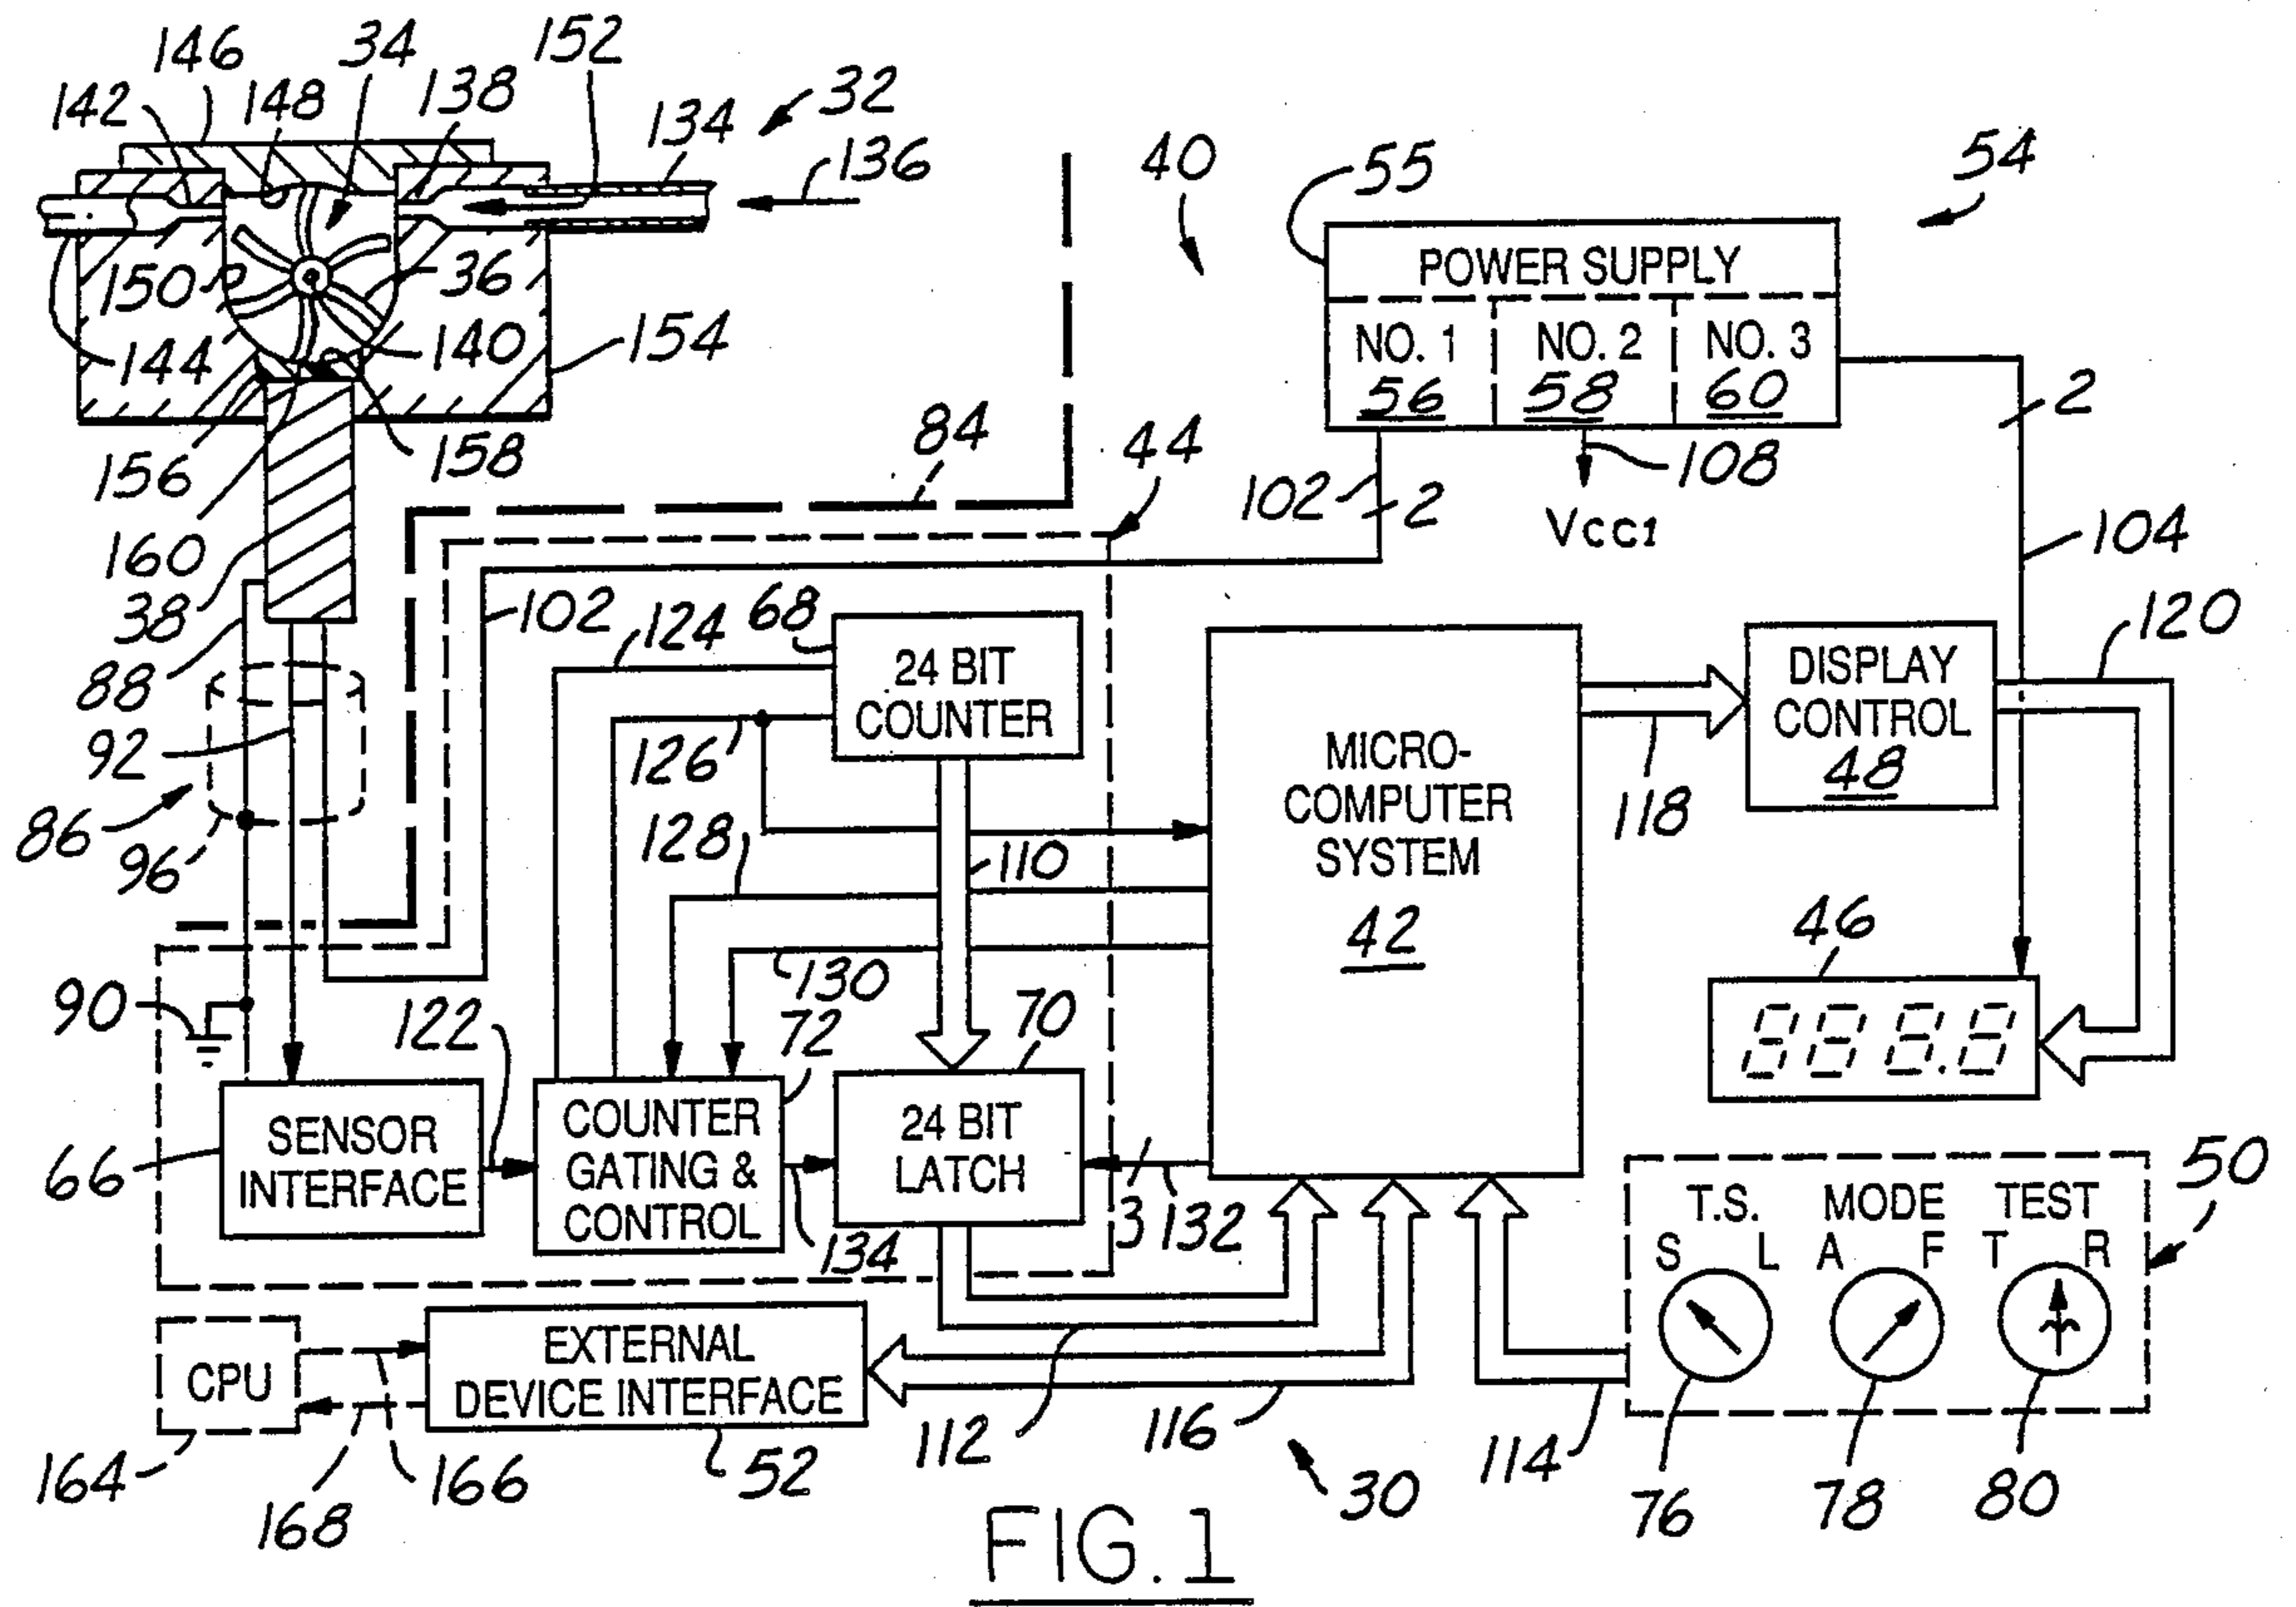 146 34 152
142 148 138 134 32
136
40 55 54
POWER SUPPLY
NO. 1 NO. 2 NO. 3
56 58 60
150 36
144 140 154
2
84 44
156 158
102 2 108
VCC1
104
160
38
102
124 68
120
88
24 BIT
COUNTER
DISPLAY
CONTROL
48
92
126
MICRO-
COMPUTER
SYSTEM
42
118
86
96
128
110
46
90
130
122
72
70
888.8
SENSOR
INTERFACE
66
COUNTER
GATING &
CONTROL
24 BIT
LATCH
134
3 132
50
T.S. MODE TEST
S L A F T R
CPU
EXTERNAL
DEVICE INTERFACE
164
168
166
52
112
116
30
114
76 78 80
FIG. 1